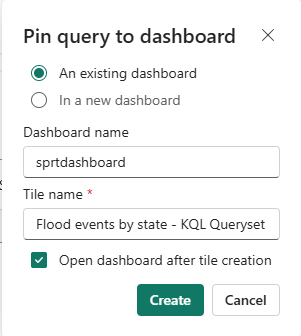 Pin query to dashboard
An existing dashboard
In a new dashboard
Dashboard name
sprtdashboard
Tile name *
Flood events by state - KQL Queryset
Open dashboard after tile creation
Create Cancel